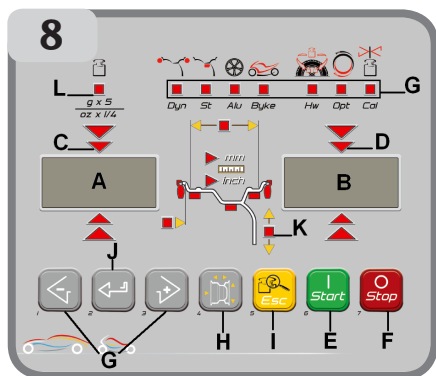 8
L
g x 5
oz x 1/4
Dyn St Alu Byke Hw Opt Cal
G
C
D
A
B
mm
inch
K
J
- + Esc Start Stop
1 2 3 4 5 6 7
G H I E F